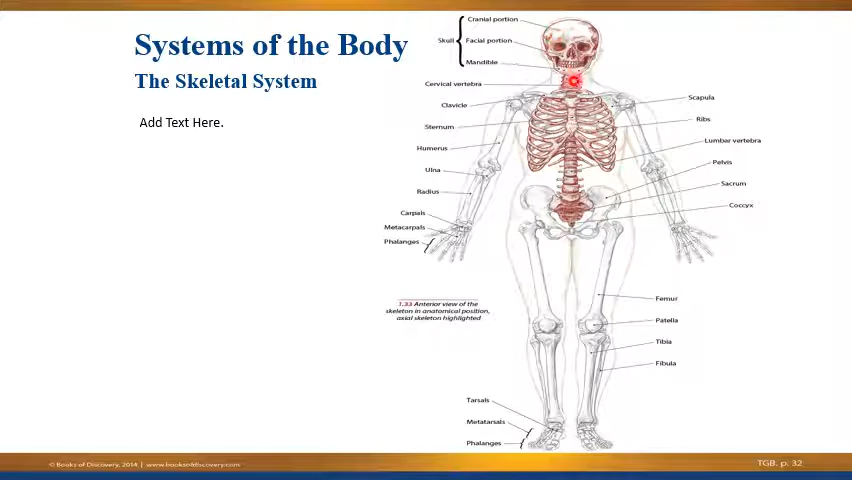 Systems of the Body
The Skeletal System
Add Text Here.
Cranial portion
Skull
Facial portion
Mandible
Cervical vertebra
Clavicle
Sternum
Humerus
Ulna
Radius
Carpals
Metacarpals
Phalanges
Scapula
Ribs
Lumbar vertebra
Pelvis
Sacrum
Coccyx
1.33 Anterior view of the
skeleton in anatomical position,
axial skeleton highlighted
Femur
Patella
Tibia
Fibula
Tarsals
Metatarsals
Phalanges
© Books of Discovery, 2014 | www.booksofdiscovery.com
TGB. p. 32